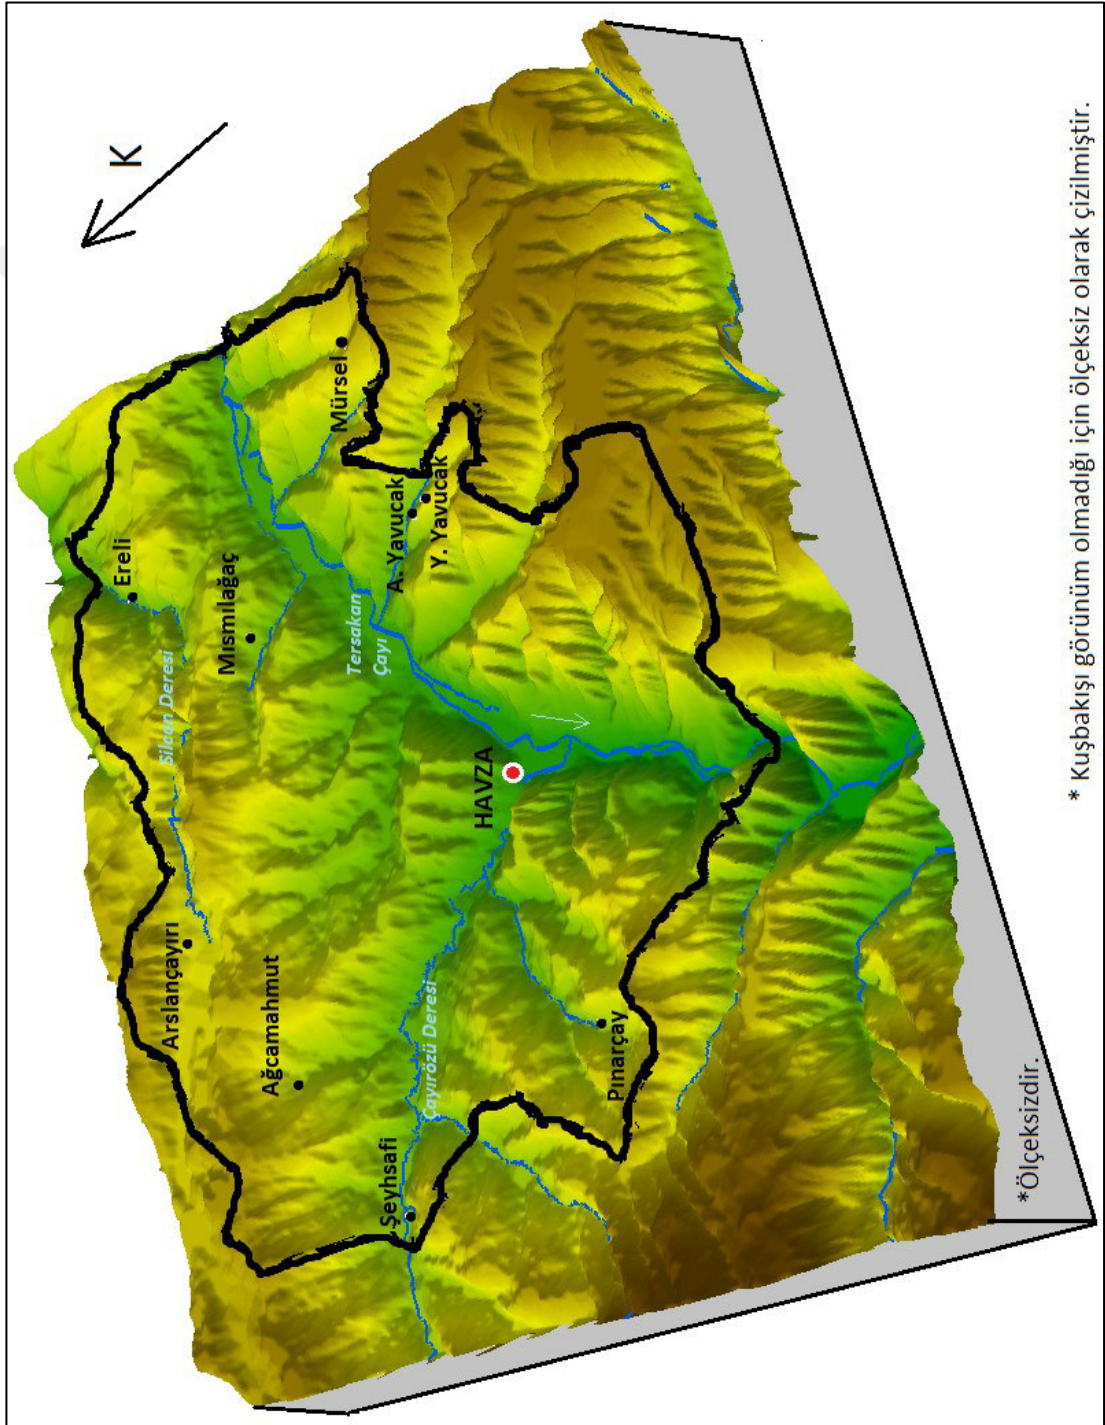 K
Ereli
Mısmılağaç
Mürsel
Silcan Deresi
A. Yavucak
Y. Yavucak
Tersakan
Çayı
Arslançayırı
Ağcamahmut
HAVZA
Çayırözü Deresi
Şeyhsafi
Pınarçay
*Ölçeksizdir.
* Kuşbakışı görünüm olmadığı için ölçeksiz olarak çizilmiştir.